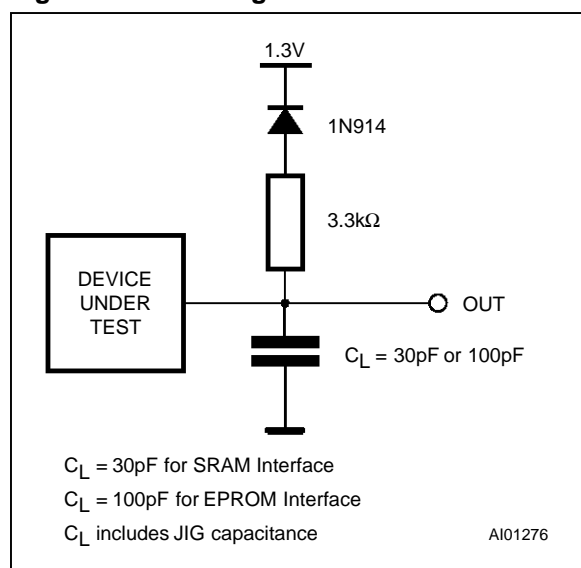 1.3V
1N914
3.3kΩ
DEVICE
UNDER
TEST
OUT
CL = 30pF or 100pF
CL = 30pF for SRAM Interface
CL = 100pF for EPROM Interface
CL includes JIG capacitance
AI01276